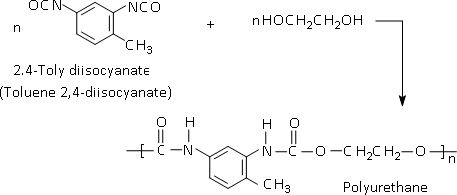 OCN NCO
n + nHOCH₂CH₂OH
CH₃
2.4-Toly diisocyanate
(Toluene 2,4-diisocyanate)
O H H O
[ C N N C O CH₂CH₂ O ]n
CH₃ Polyurethane